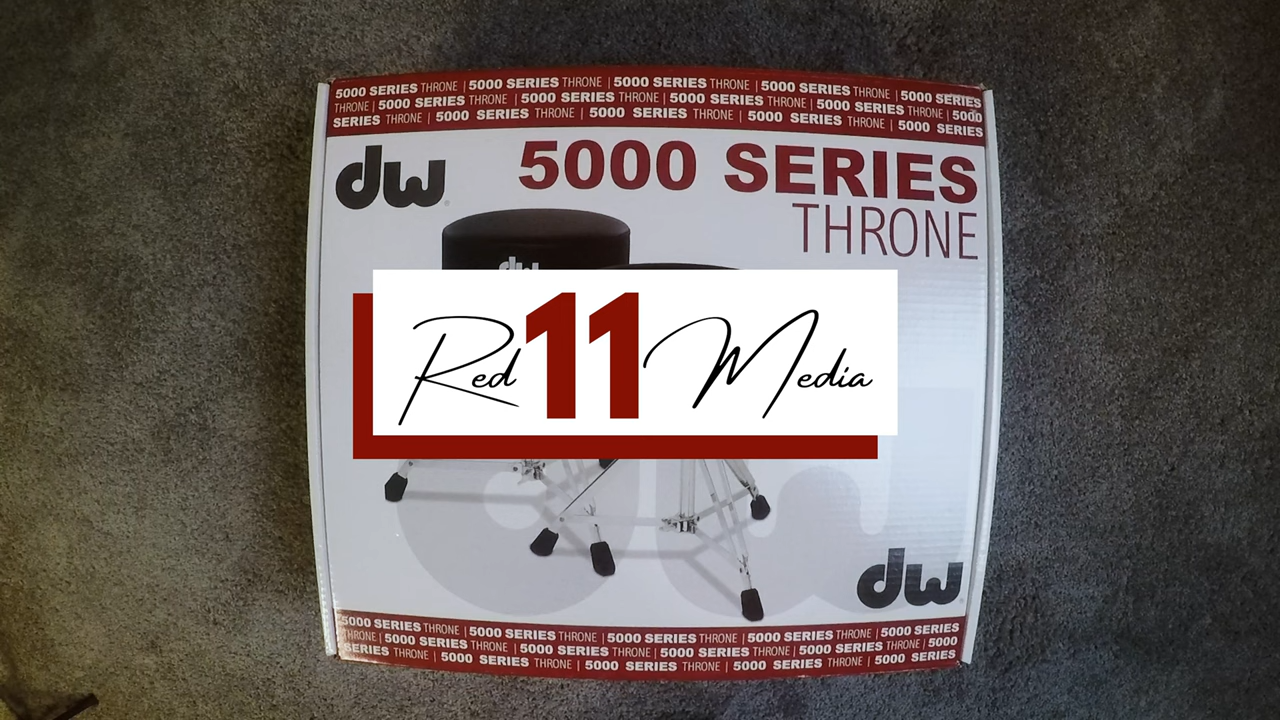 5000 SERIES THRONE | 5000 SERIES THRONE | 5000 SERIES THRONE | 5000 SERIES THRONE | 5000 SERIES
THRONE | 5000 SERIES THRONE | 5000 SERIES THRONE | 5000 SERIES THRONE | 5000 SERIES THRONE | 5000
SERIES THRONE | 5000 SERIES THRONE | 5000 SERIES THRONE | 5000 SERIES THRONE | 5000 SERIES
dw 5000 SERIES
THRONE
dw
Red 11 Media
dw
5000 SERIES THRONE | 5000 SERIES THRONE | 5000 SERIES THRONE | 5000 SERIES THRONE | 5000 SERIES
THRONE | 5000 SERIES THRONE | 5000 SERIES THRONE | 5000 SERIES THRONE | 5000 SERIES THRONE | 5000
SERIES THRONE | 5000 SERIES THRONE | 5000 SERIES THRONE | 5000 SERIES THRONE | 5000 SERIES